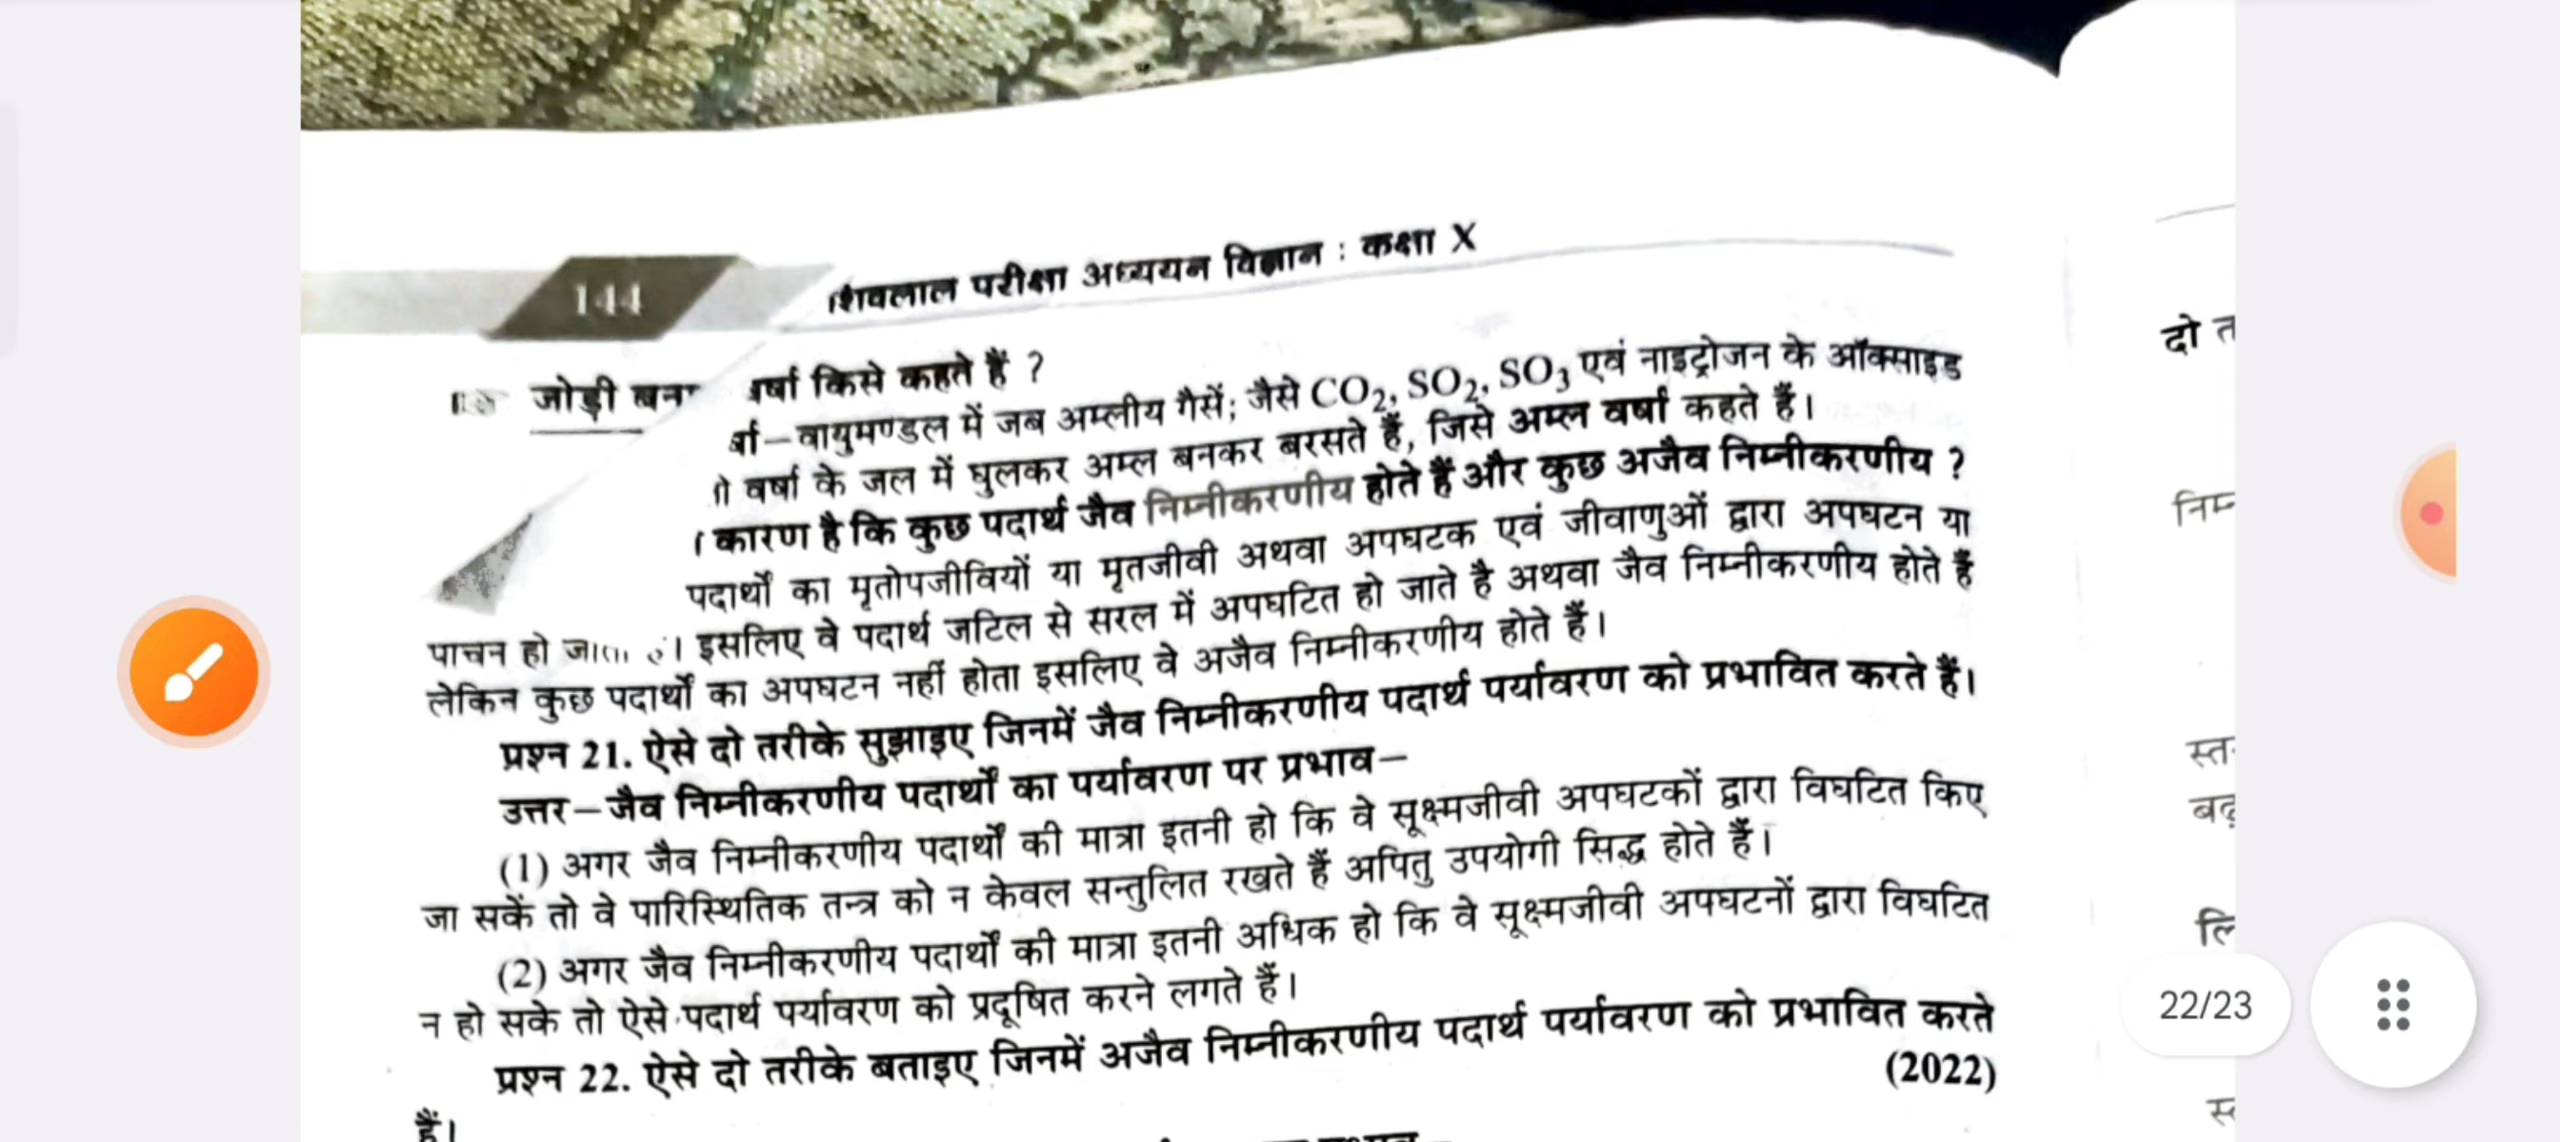 144
शिवलाल परीक्षा अध्ययन विज्ञान : कक्षा X
जोड़ी बना र्षा किसे कहते हैं ?
र्षा–वायुमण्डल में जब अम्लीय गैसें; जैसे CO₂, SO₂, SO₃ एवं नाइट्रोजन के ऑक्साइड
वर्षा के जल में घुलकर अम्ल बनकर बरसते हैं, जिसे अम्ल वर्षा कहते हैं।
कारण है कि कुछ पदार्थ जैव निम्नीकरणीय होते हैं और कुछ अजैव निम्नीकरणीय ?
पदार्थों का मृतोपजीवियों या मृतजीवी अथवा अपघटक एवं जीवाणुओं द्वारा अपघटन या
पाचन हो इसलिए वे पदार्थ जटिल से सरल में अपघटित हो जाते है अथवा जैव निम्नीकरणीय होते हैं
लेकिन कुछ पदार्थों का अपघटन नहीं होता इसलिए वे अजैव निम्नीकरणीय होते हैं।
प्रश्न 21. ऐसे दो तरीके सुझाइए जिनमें जैव निम्नीकरणीय पदार्थ पर्यावरण को प्रभावित करते हैं।
उत्तर–जैव निम्नीकरणीय पदार्थों का पर्यावरण पर प्रभाव–
(1) अगर जैव निम्नीकरणीय पदार्थों की मात्रा इतनी हो कि वे सूक्ष्मजीवी अपघटकों द्वारा विघटित किए
जा सकें तो वे पारिस्थितिक तन्त्र को न केवल सन्तुलित रखते हैं अपितु उपयोगी सिद्ध होते हैं।
(2) अगर जैव निम्नीकरणीय पदार्थों की मात्रा इतनी अधिक हो कि वे सूक्ष्मजीवी अपघटनों द्वारा विघटित
न हो सके तो ऐसे पदार्थ पर्यावरण को प्रदूषित करने लगते हैं।
प्रश्न 22. ऐसे दो तरीके बताइए जिनमें अजैव निम्नीकरणीय पदार्थ पर्यावरण को प्रभावित करते
हैं। (2022)
दो
22/23